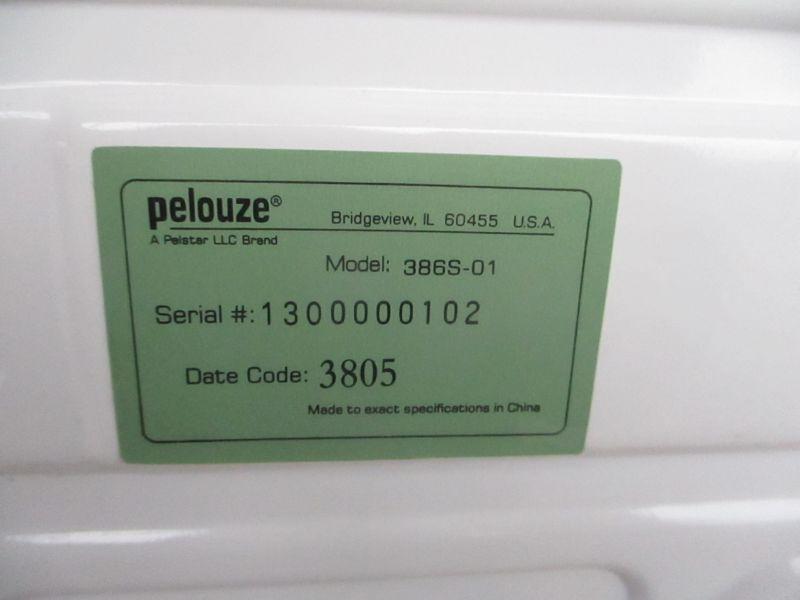 pelouze®
Bridgeview, IL 60455 U.S.A.
A Pelstar LLC Brand
Model: 386S-01
Serial #: 1300000102
Date Code: 3805
Made to exact specifications in China